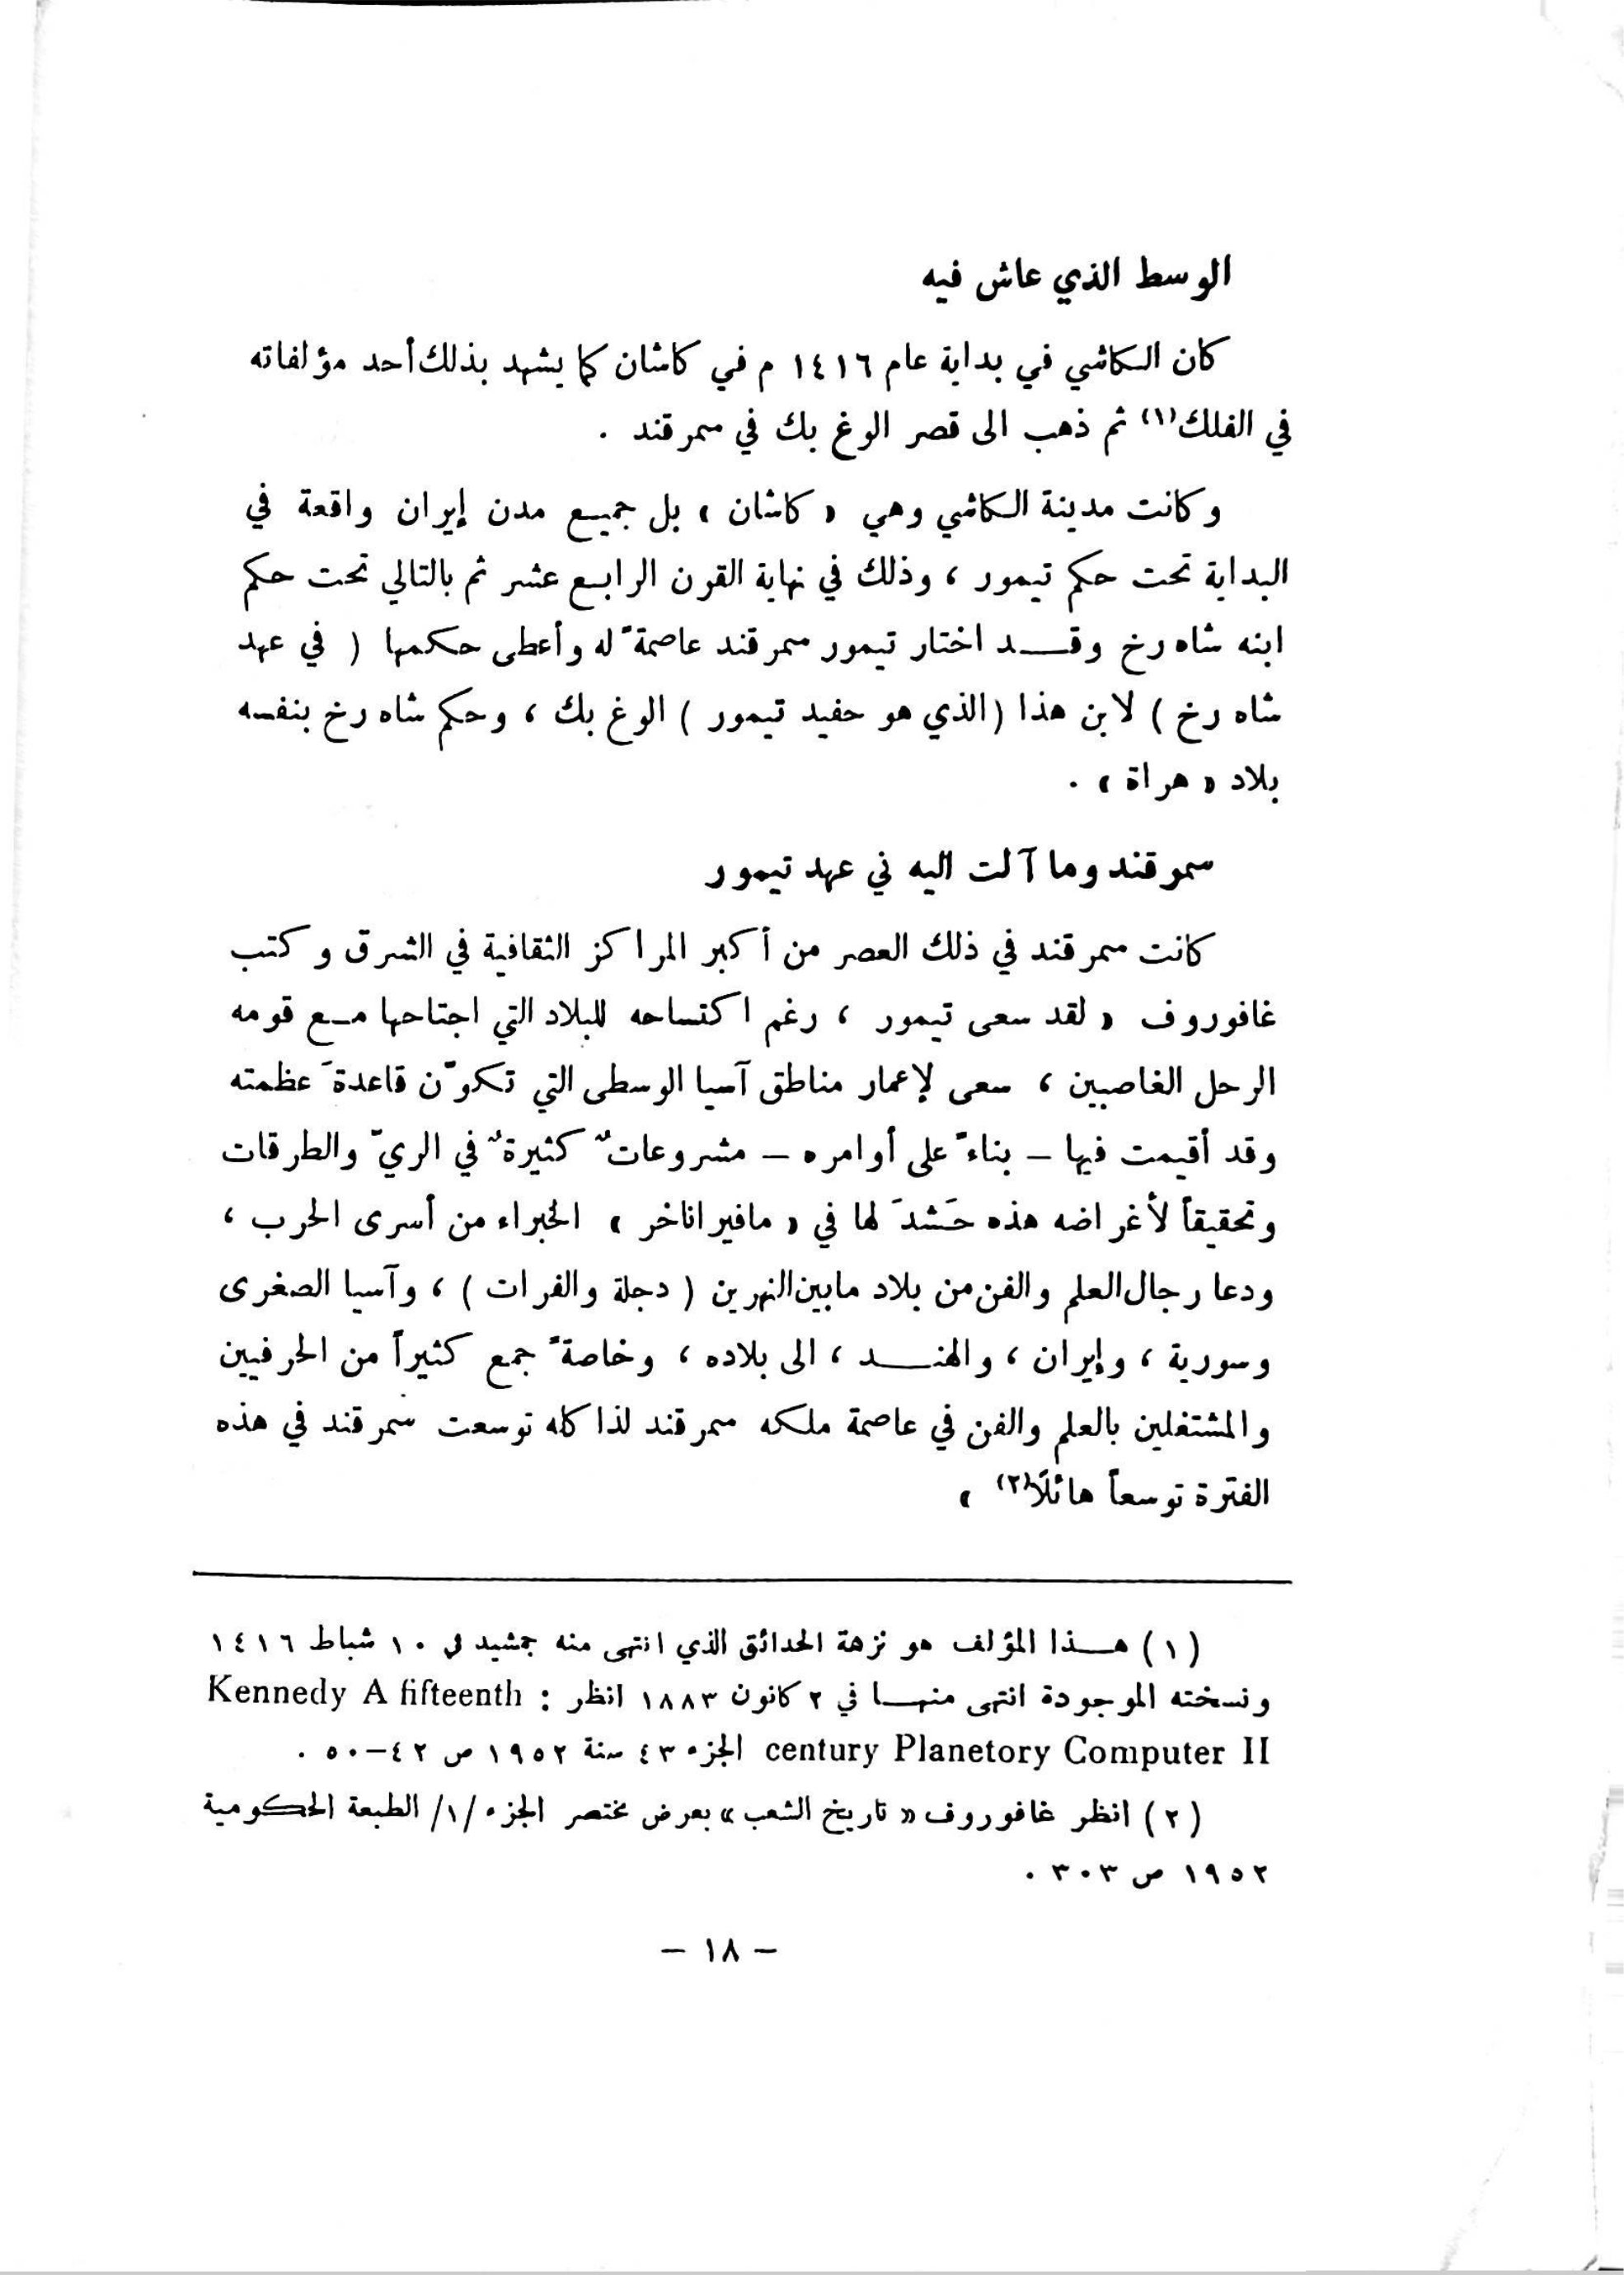 الوسط الذي عاش فيه
كان الكاشي في بداية عام ١٤١٦ م في كاشان كما يشهد بذلك أحد مؤلفاته
في الفلك(١) ثم ذهب الى قصر الوغ بك في سمرقند .
وكانت مدينة الكاشي وهي « كاشان » بل جميع مدن إيران واقعة في
البداية تحت حكم تيمور ، وذلك في نهاية القرن الرابع عشر ثم بالتالي تحت حكم
ابنه شاه رخ وقد اختار تيمور سمرقند عاصمةً له وأعطى حكمها ( في عهد
شاه رخ ) لابن هذا ( الذي هو حفيد تيمور ) الوغ بك ، وحكم شاه رخ بنفسه
بلاد « هراة » .
سمرقند وما آلت اليه في عهد تيمور
كانت سمرقند في ذلك العصر من أكبر المراكز الثقافية في الشرق وكتب
غافوروف « لقد سعى تيمور ، رغم اكتساحه للبلاد التي اجتاحها مع قومه
الرحل الغاصبين ، سعى لإعمار مناطق آسيا الوسطى التي تكوّن قاعدةَ عظمته
وقد أقيمت فيها – بناءً على أوامره – مشروعاتٌ كثيرةٌ في الريّ والطرقات
وتحقيقاً لأغراضه هذه حَشدَ لها في « مافيراناخر » الخبراء من أسرى الحرب ،
ودعا رجال العلم والفن من بلاد مابين النهرين ( دجلة والفرات ) ، وآسيا الصغرى
وسورية ، وإيران ، والهند ، الى بلاده ، وخاصةً جمع كثيراً من الحرفيين
والمشتغلين بالعلم والفن في عاصمة ملكه سمرقند لذا كله توسعت سمرقند في هذه
الفترة توسعاً هائلًا(٢) »
(١) هذا المؤلف هو نزهة الحدائق الذي انتهى منه جمشيد في ١٠ شباط ١٤١٦
ونسخته الموجودة انتهى منها في ٢ كانون ١٨٨٣ انظر : Kennedy A fifteenth
century Planetory Computer II الجزء ٤٣ سنة ١٩٥٢ ص ٤٢–٥٠ .
(٢) انظر غافوروف « تاريخ الشعب » بعرض مختصر الجزء /١/ الطبعة الحكومية
١٩٥٢ ص ٣٠٣ .
– ١٨ –